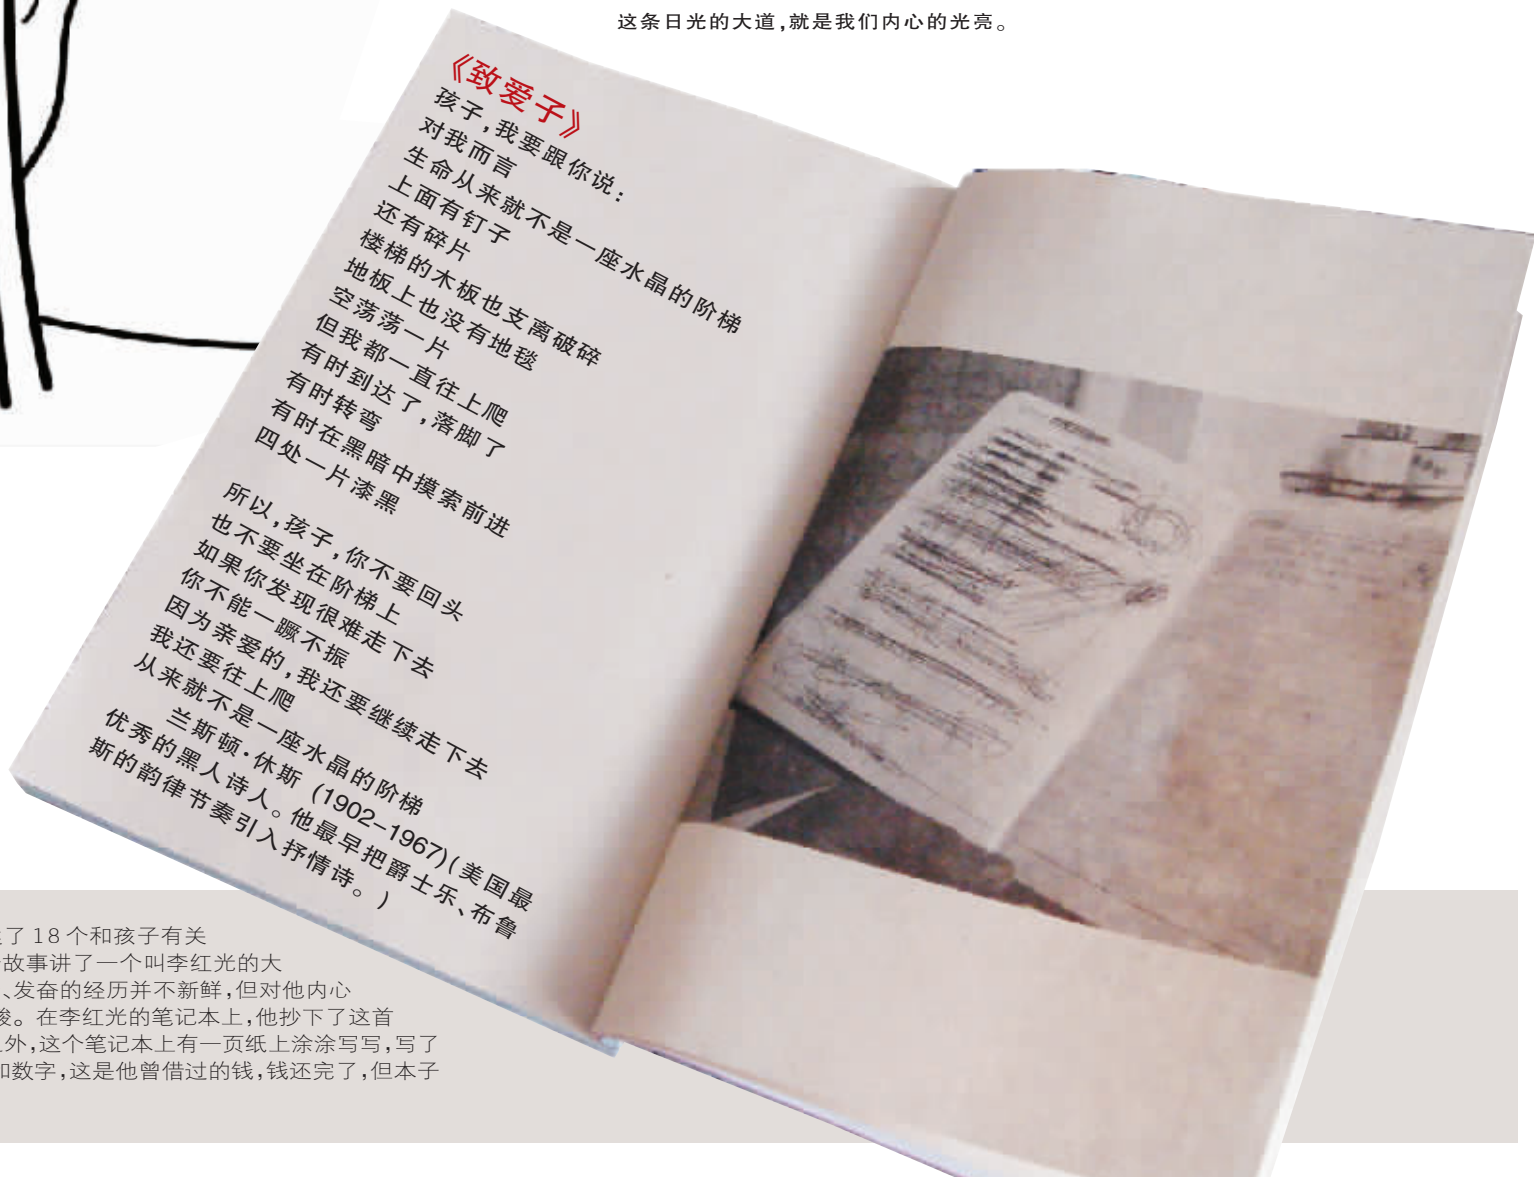 这条日光的大道,就是我们内心的光亮。
《致爱子》
孩子,我要跟你说:
对我而言
生命从来就不是一座水晶的阶梯
上面有钉子
还有碎片
楼梯的木板也支离破碎
地板上也没有地毯
空荡荡一片
但我都一直往上爬
有时到达了,落脚了
有时转弯
有时在黑暗中摸索前进
四处一片漆黑
所以,孩子,你不要回头
也不要坐在阶梯上
如果你发现很难走下去
你不能一蹶不振
因为亲爱的,我还要继续走下去
我还要往上爬
从来就不是一座水晶的阶梯
兰斯顿·休斯 (1902-1967)(美国最
优秀的黑人诗人。他最早把爵士乐、布鲁
斯的韵律节奏引入抒情诗。)
了18个和孩子有关
故事讲了一个叫李红光的大
、发奋的经历并不新鲜,但对他内心
。在李红光的笔记本上,他抄下了这首
外,这个笔记本上有一页纸上涂涂写写,写了
和数字,这是他曾借过的钱,钱还完了,但本子